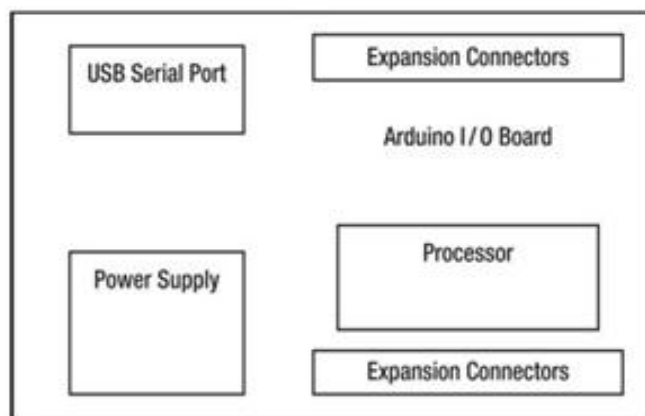 USB Serial Port
Expansion Connectors
Arduino I/O Board
Power Supply
Processor
Expansion Connectors